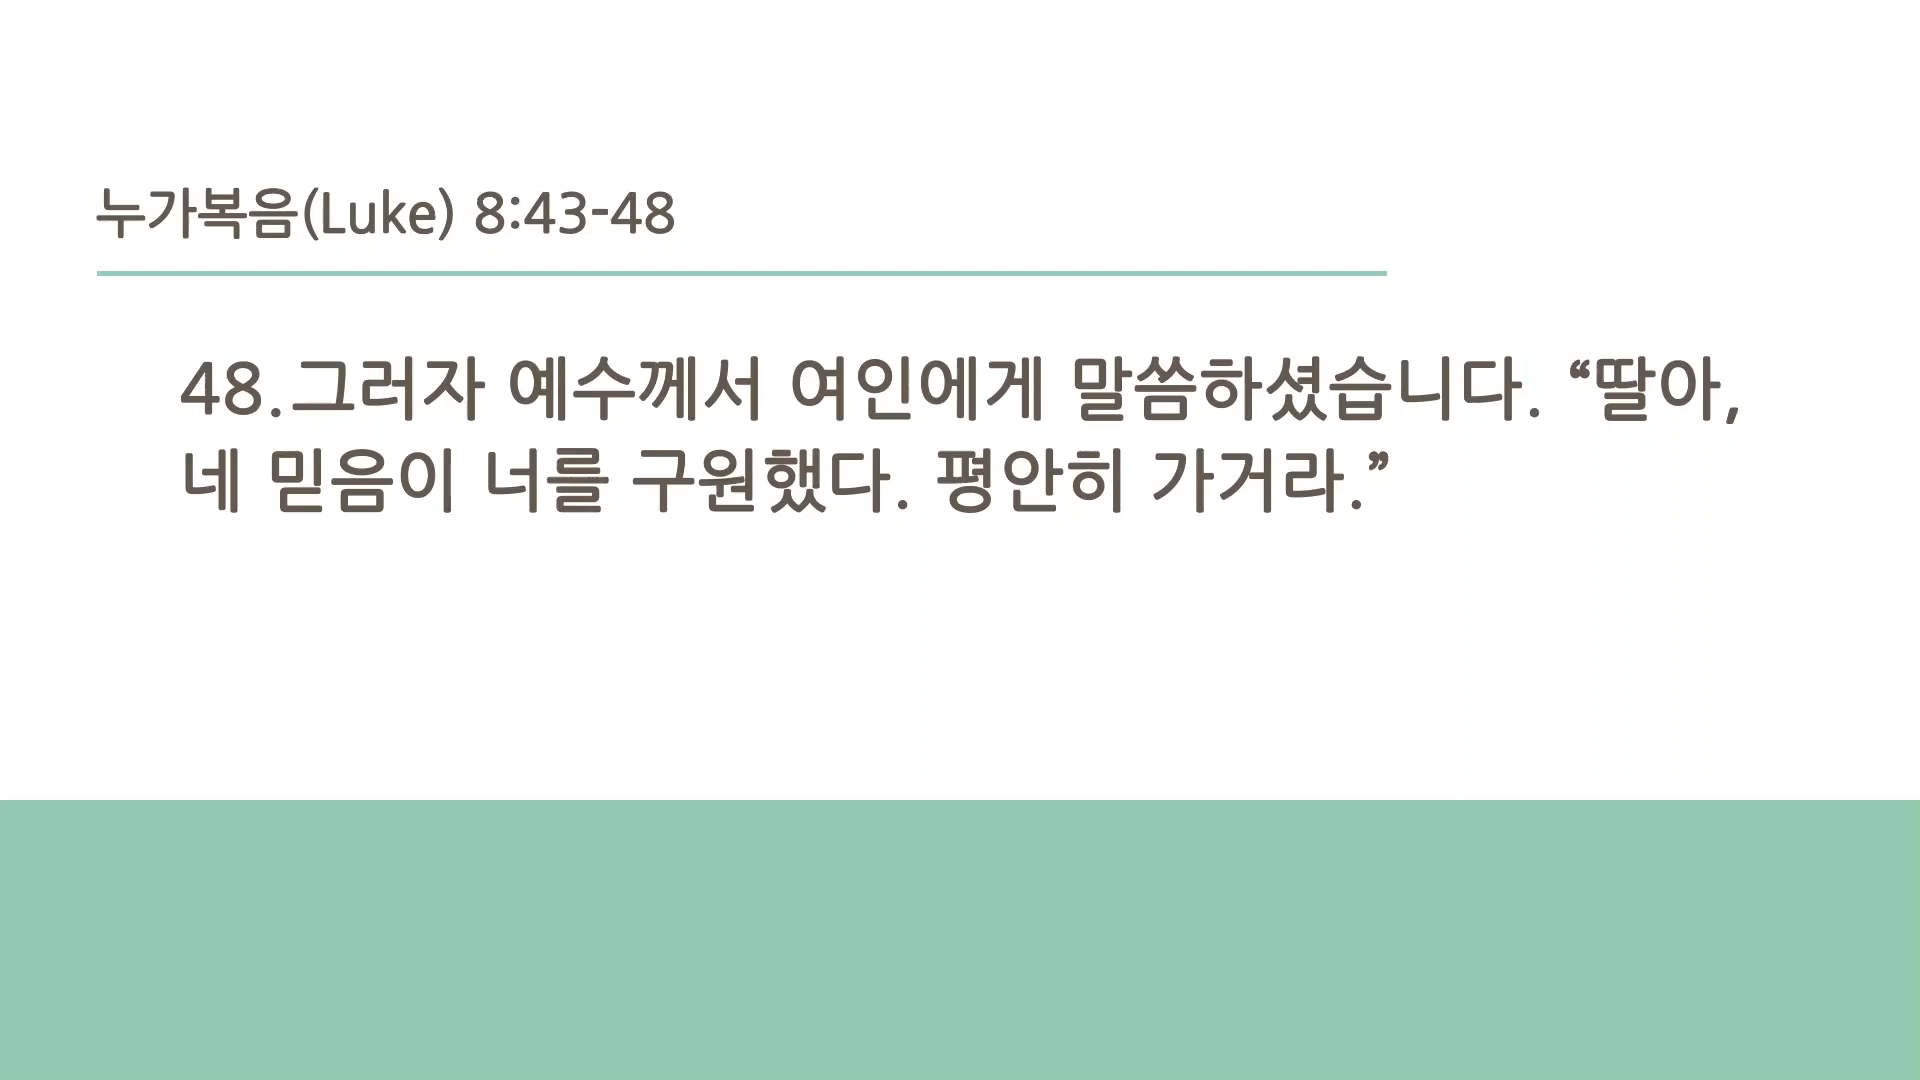 누가복음(Luke) 8:43-48
48.그러자 예수께서 여인에게 말씀하셨습니다. “딸아,
네 믿음이 너를 구원했다. 평안히 가거라.”